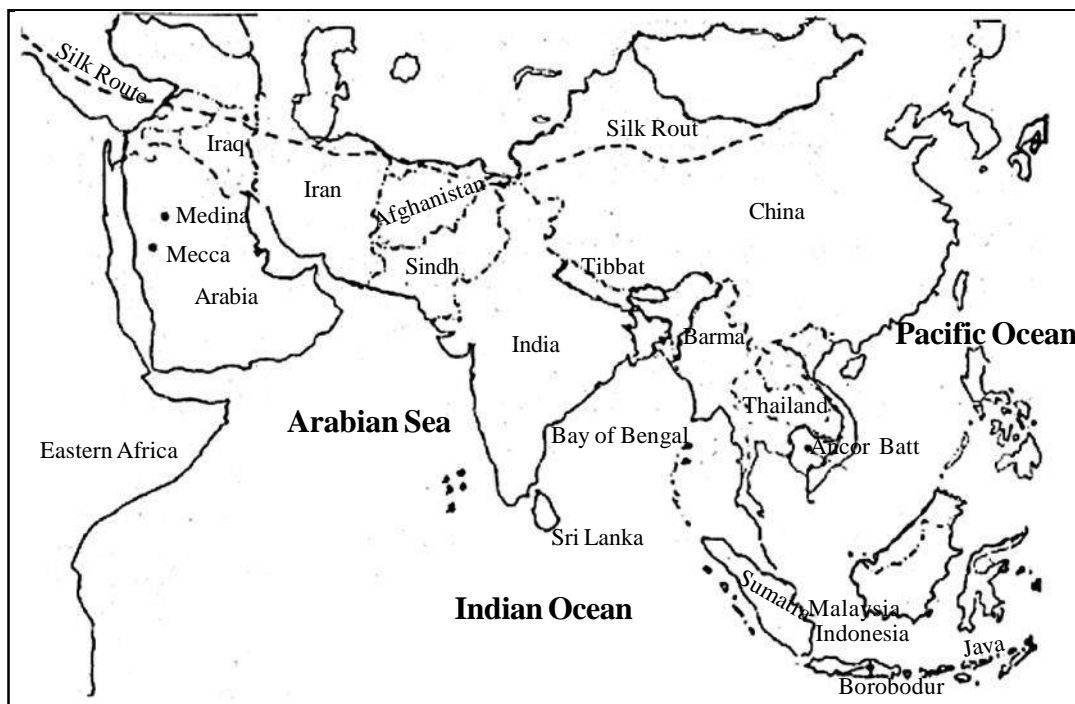 Silk Route
Silk Rout
Iraq
Iran
Afghanistan
China
Medina
Mecca
Sindh
Tibbat
Arabia
India
Barma
Pacific Ocean
Thailand
Arabian Sea
Bay of Bengal
Eastern Africa
Ancor Batt
Sri Lanka
Sumatra
Indian Ocean
Malaysia
Indonesia
Java
Borobodur